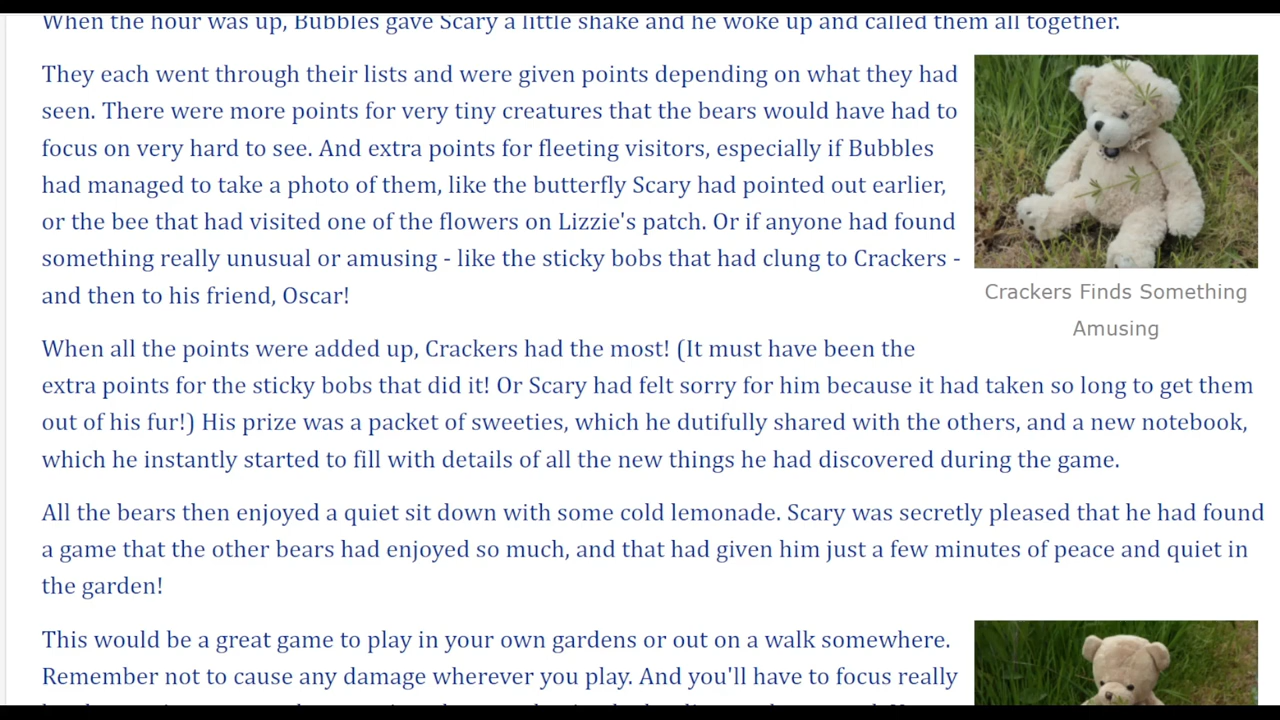 When the hour was up, Bubbles gave Scary a little shake and he woke up and called them all together.
They each went through their lists and were given points depending on what they had
seen. There were more points for very tiny creatures that the bears would have had to
focus on very hard to see. And extra points for fleeting visitors, especially if Bubbles
had managed to take a photo of them, like the butterfly Scary had pointed out earlier,
or the bee that had visited one of the flowers on Lizzie's patch. Or if anyone had found
something really unusual or amusing - like the sticky bobs that had clung to Crackers -
and then to his friend, Oscar!
Crackers Finds Something
Amusing
When all the points were added up, Crackers had the most! (It must have been the
extra points for the sticky bobs that did it! Or Scary had felt sorry for him because it had taken so long to get them
out of his fur!) His prize was a packet of sweeties, which he dutifully shared with the others, and a new notebook,
which he instantly started to fill with details of all the new things he had discovered during the game.
All the bears then enjoyed a quiet sit down with some cold lemonade. Scary was secretly pleased that he had found
a game that the other bears had enjoyed so much, and that had given him just a few minutes of peace and quiet in
the garden!
This would be a great game to play in your own gardens or out on a walk somewhere.
Remember not to cause any damage wherever you play. And you'll have to focus really